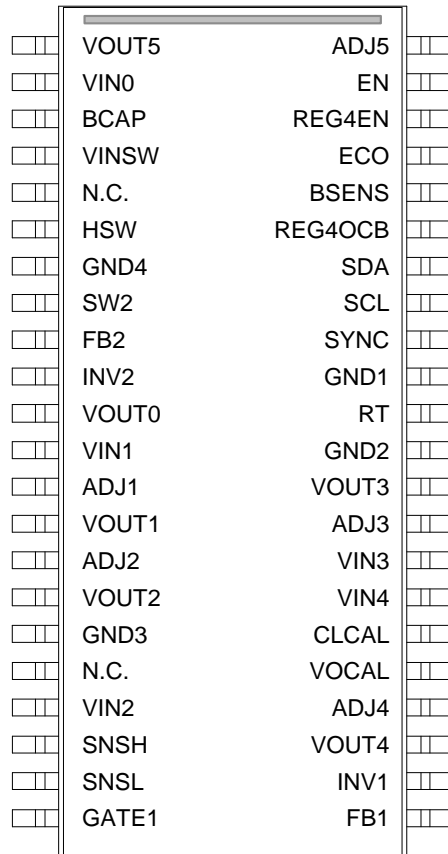 VOUT5 ADJ5
VIN0 EN
BCAP REG4EN
VINSW ECO
N.C. BSENS
HSW REG4OCB
GND4 SDA
SW2 SCL
FB2 SYNC
INV2 GND1
VOUT0 RT
VIN1 GND2
ADJ1 VOUT3
VOUT1 ADJ3
ADJ2 VIN3
VOUT2 VIN4
GND3 CLCAL
N.C. VOCAL
VIN2 ADJ4
SNSH VOUT4
SNSL INV1
GATE1 FB1